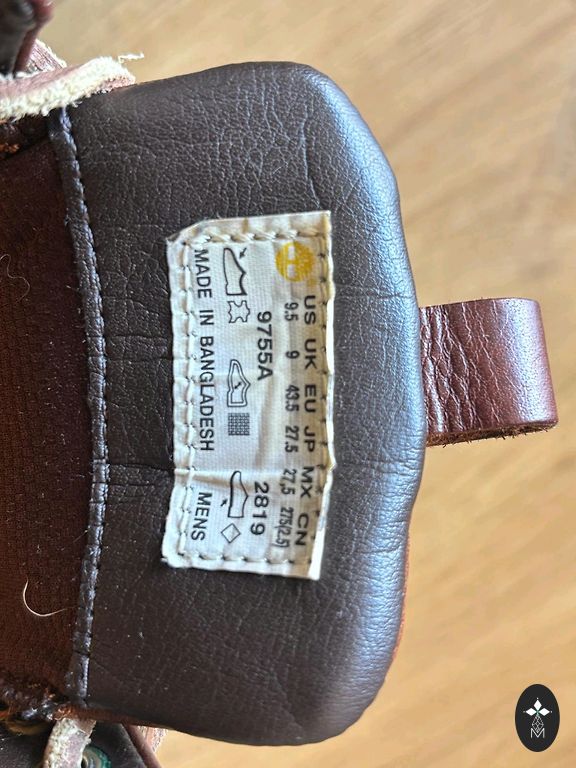 US UK EU JP MX CN
9.5 9 43.5 27.5 27.5 275(2.5)
9755A 2819
MADE IN BANGLADESH MENS
M